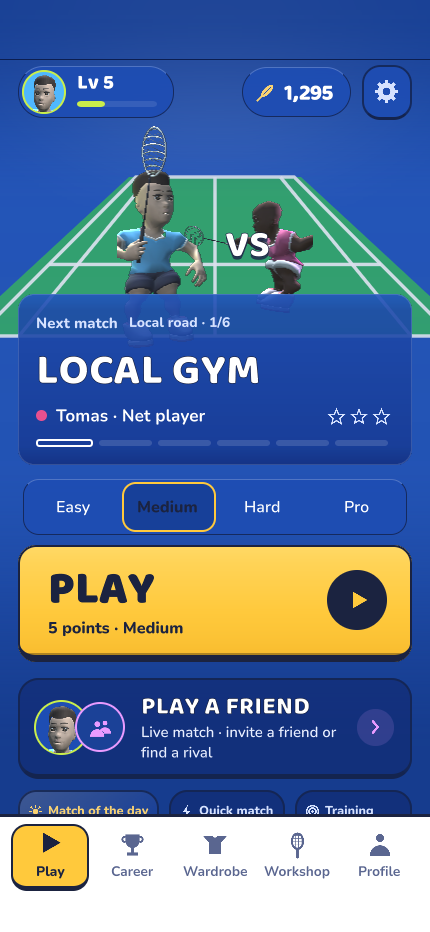 Lv 5
1,295
VS
Next match Local road · 1/6
LOCAL GYM
Tomas · Net player
Easy Medium Hard Pro
PLAY
5 points · Medium
PLAY A FRIEND
Live match · invite a friend or
find a rival
Match of the day Quick match Training
Play Career Wardrobe Workshop Profile